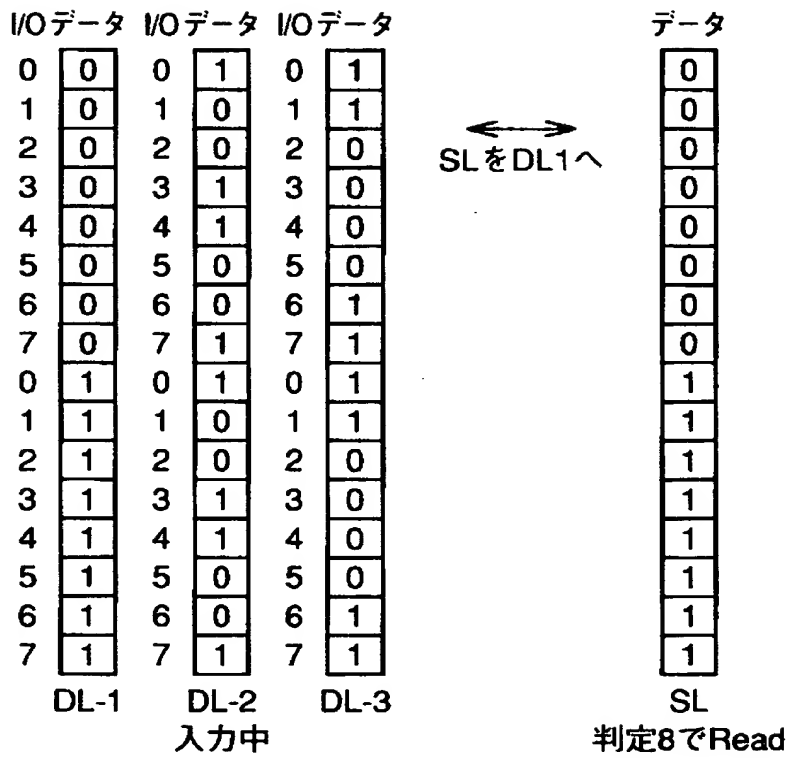 I/O データ I/O データ I/O データ データ
0 0 0 1 0 1 0
1 0 1 0 1 1 0
2 0 2 0 2 0 0
3 0 3 1 3 0 0
SLをDL1へ
4 0 4 1 4 0 0
5 0 5 0 5 0 0
6 0 6 0 6 1 0
7 0 7 1 7 1 0
0 1 0 1 0 1 1
1 1 1 0 1 1 1
2 1 2 0 2 0 1
3 1 3 1 3 0 1
4 1 4 1 4 0 1
5 1 5 0 5 0 1
6 1 6 0 6 1 1
7 1 7 1 7 1 1
DL-1 DL-2 DL-3 SL
入力中 判定8でRead